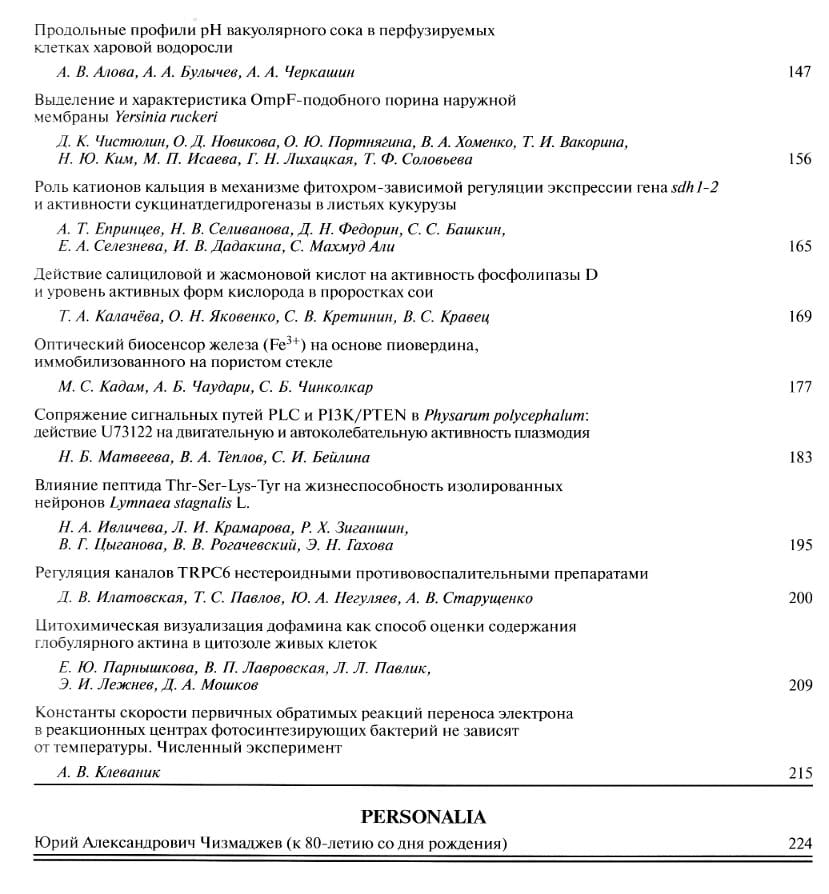 Продольные профили pH вакуолярного сока в перфузируемых
клетках харовой водоросли
А. В. Алова, А. А. Булычев, А. А. Черкашин 147
Выделение и характеристика OmpF-подобного порина наружной
мембраны Yersinia ruckeri
Д. К. Чистюлин, О. Д. Новикова, О. Ю. Портнягина, В. А. Хоменко, Т. И. Вакорина,
Н. Ю. Ким, М. П. Исаева, Г. Н. Лихацкая, Т. Ф. Соловьева 156
Роль катионов кальция в механизме фитохром-зависимой регуляции экспрессии гена sdh1-2
и активности сукцинатдегидрогеназы в листьях кукурузы
А. Т. Епринцев, Н. В. Селиванова, Д. Н. Федорин, С. С. Башкин,
Е. А. Селезнева, И. В. Дадакина, С. Махмуд Али 165
Действие салициловой и жасмоновой кислот на активность фосфолипазы D
и уровень активных форм кислорода в проростках сои
Т. А. Калачёва, О. Н. Яковенко, С. В. Кретинин, В. С. Кравец 169
Оптический биосенсор железа (Fe³⁺) на основе пиовердина,
иммобилизованного на пористом стекле
М. С. Кадам, А. Б. Чаудари, С. Б. Чинколкар 177
Сопряжение сигнальных путей PLC и PI3K/PTEN в Physarum polycephalum:
действие U73122 на двигательную и автоколебательную активность плазмодия
Н. Б. Матвеева, В. А. Теплов, С. И. Бейлина 183
Влияние пептида Thr-Ser-Lys-Tyr на жизнеспособность изолированных
нейронов Lymnaea stagnalis L.
Н. А. Ивличева, Л. И. Крамарова, Р. Х. Зиганшин,
В. Г. Цыганова, В. В. Рогачевский, Э. Н. Гахова 195
Регуляция каналов TRPC6 нестероидными противовоспалительными препаратами
Д. В. Илатовская, Т. С. Павлов, Ю. А. Негуляев, А. В. Старущенко 200
Цитохимическая визуализация дофамина как способ оценки содержания
глобулярного актина в цитозоле живых клеток
Е. Ю. Парнышкова, В. П. Лавровская, Л. Л. Павлик,
Э. И. Лежнев, Д. А. Мошков 209
Константы скорости первичных обратимых реакций переноса электрона
в реакционных центрах фотосинтезирующих бактерий не зависят
от температуры. Численный эксперимент
А. В. Клеваник 215
PERSONALIA
Юрий Александрович Чизмаджев (к 80-летию со дня рождения) 224